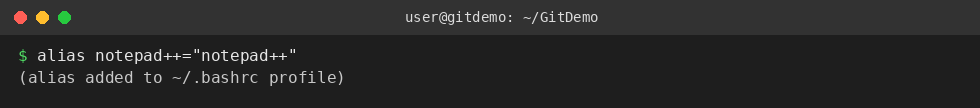 user@gitdemo: ~/GitDemo
$ alias notepad++="notepad++"
(alias added to ~/.bashrc profile)